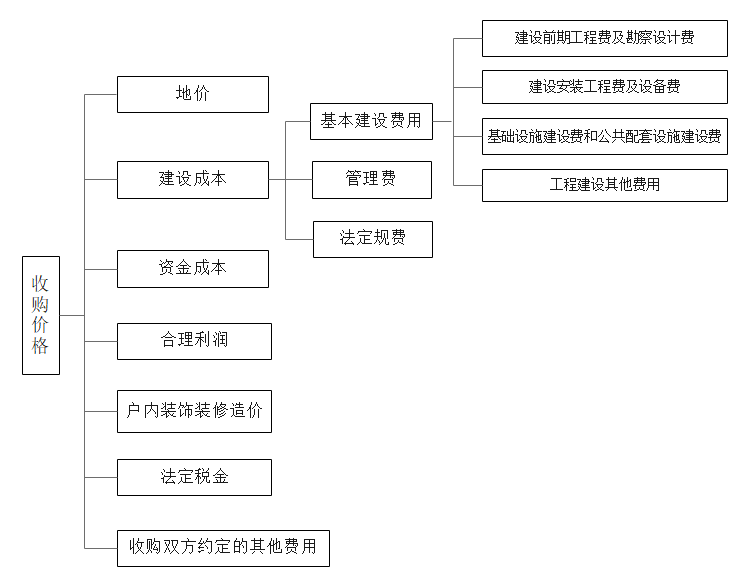 收购价格
地价
建设成本
基本建设费用
建设前期工程费及勘察设计费
建设安装工程费及设备费
基础设施建设费和公共配套设施建设费
工程建设其他费用
管理费
法定规费
资金成本
合理利润
户内装饰装修造价
法定税金
收购双方约定的其他费用